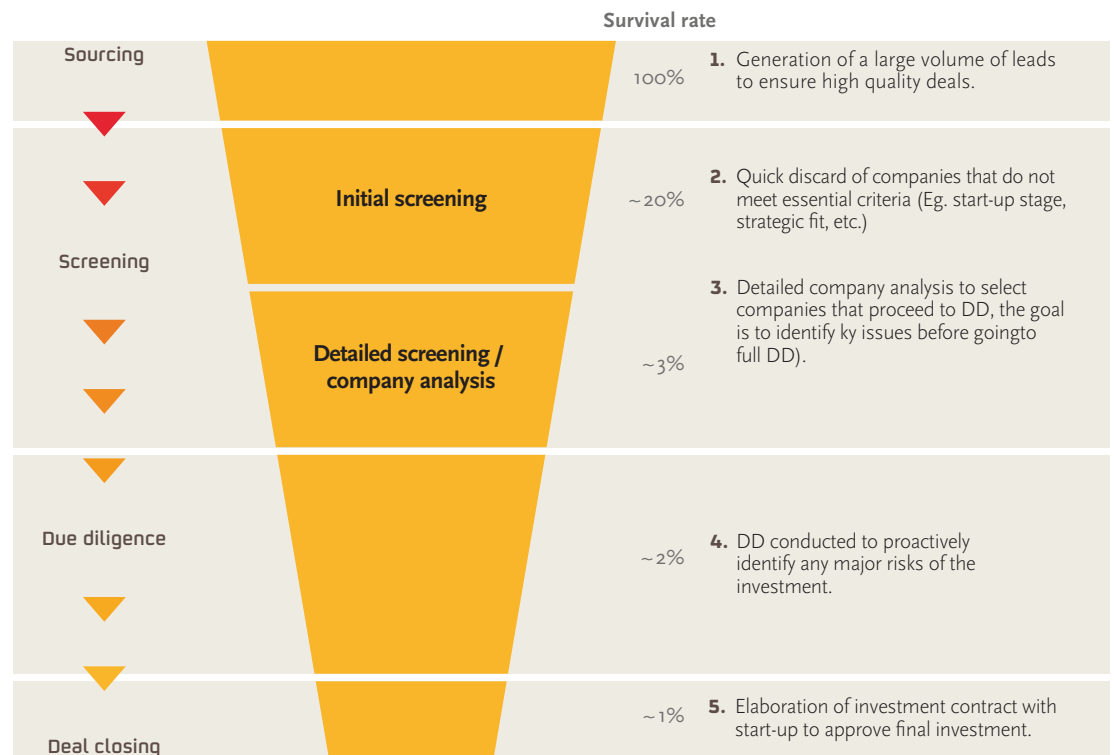 Survival rate
Sourcing
100%
1. Generation of a large volume of leads
to ensure high quality deals.
Initial screening
~20%
2. Quick discard of companies that do not
meet essential criteria (Eg. start-up stage,
strategic fit, etc.)
Screening
Detailed screening /
company analysis
~3%
3. Detailed company analysis to select
companies that proceed to DD, the goal
is to identify ky issues before goingto
full DD).
Due diligence
~2%
4. DD conducted to proactively
identify any major risks of the
investment.
Deal closing
~1%
5. Elaboration of investment contract with
start-up to approve final investment.